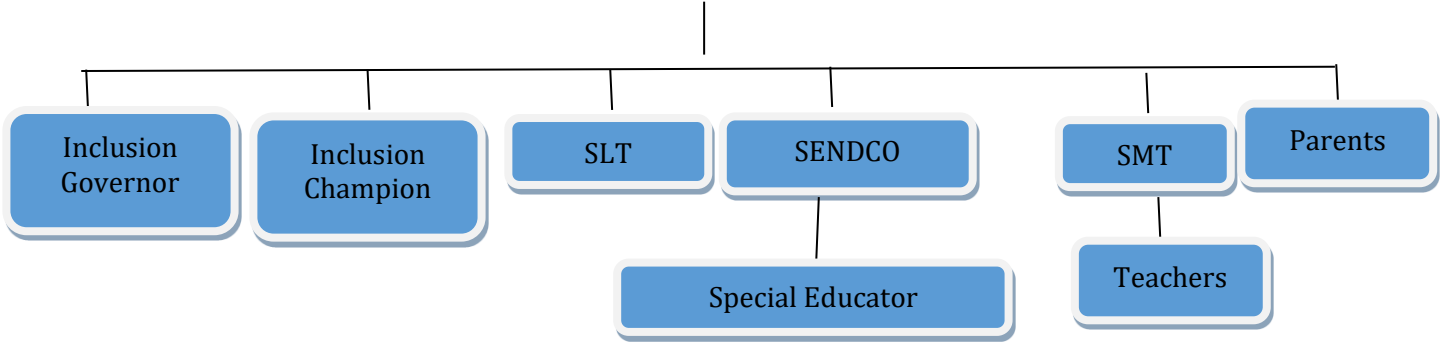 Inclusion
Governor
Inclusion
Champion
SLT
SENDCO
SMT
Parents
Special Educator
Teachers